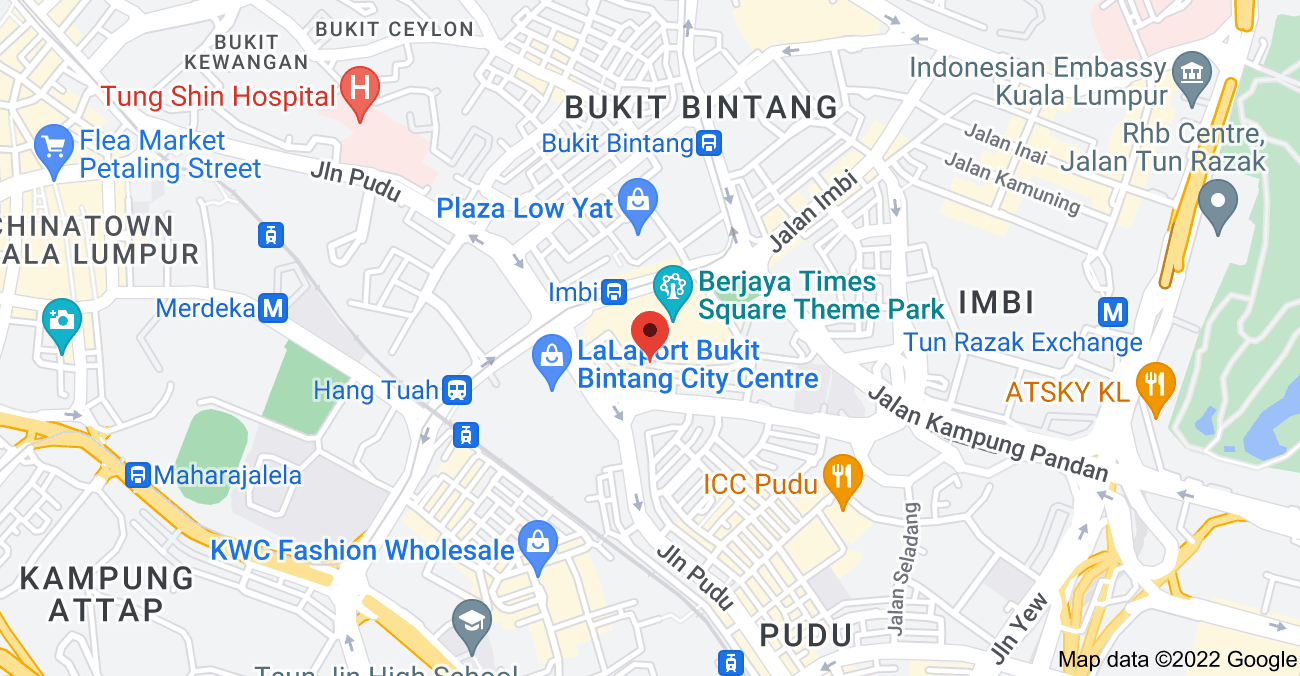 BUKIT CEYLON
BUKIT
KEWANGAN
Tung Shin Hospital
H
BUKIT BINTANG
Indonesian Embassy
Kuala Lumpur
Flea Market
Petaling Street
Bukit Bintang
Rhb Centre,
Jalan Tun Razak
Jalan Inai
Jalan Kamuning
Jln Pudu
Plaza Low Yat
Jalan Imbi
CHINATOWN
ALA LUMPUR
Merdeka
M
Imbi
Berjaya Times
Square Theme Park
IMBI
M
Tun Razak Exchange
LaLaport Bukit
Bintang City Centre
Hang Tuah
ATSKY KL
Jalan Kampung Pandan
Maharajalela
ICC Pudu
KWC Fashion Wholesale
Jalan Seladang
Jln Pudu
KAMPUNG
ATTAP
Jln Yew
PUDU
Tsun Jin High School
Map data ©2022 Google